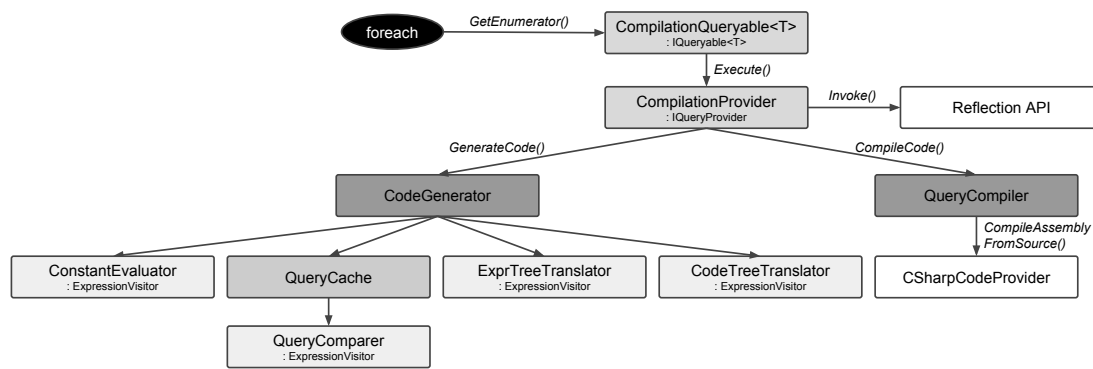 foreach
GetEnumerator()
CompilationQueryable<T>
: IQueryable<T>
Execute()
CompilationProvider
: IQueryProvider
Invoke()
Reflection API
GenerateCode()
CompileCode()
CodeGenerator
QueryCompiler
CompileAssembly
FromSource()
ConstantEvaluator
: ExpressionVisitor
QueryCache
ExprTreeTranslator
: ExpressionVisitor
CodeTreeTranslator
: ExpressionVisitor
CSharpCodeProvider
QueryComparer
: ExpressionVisitor